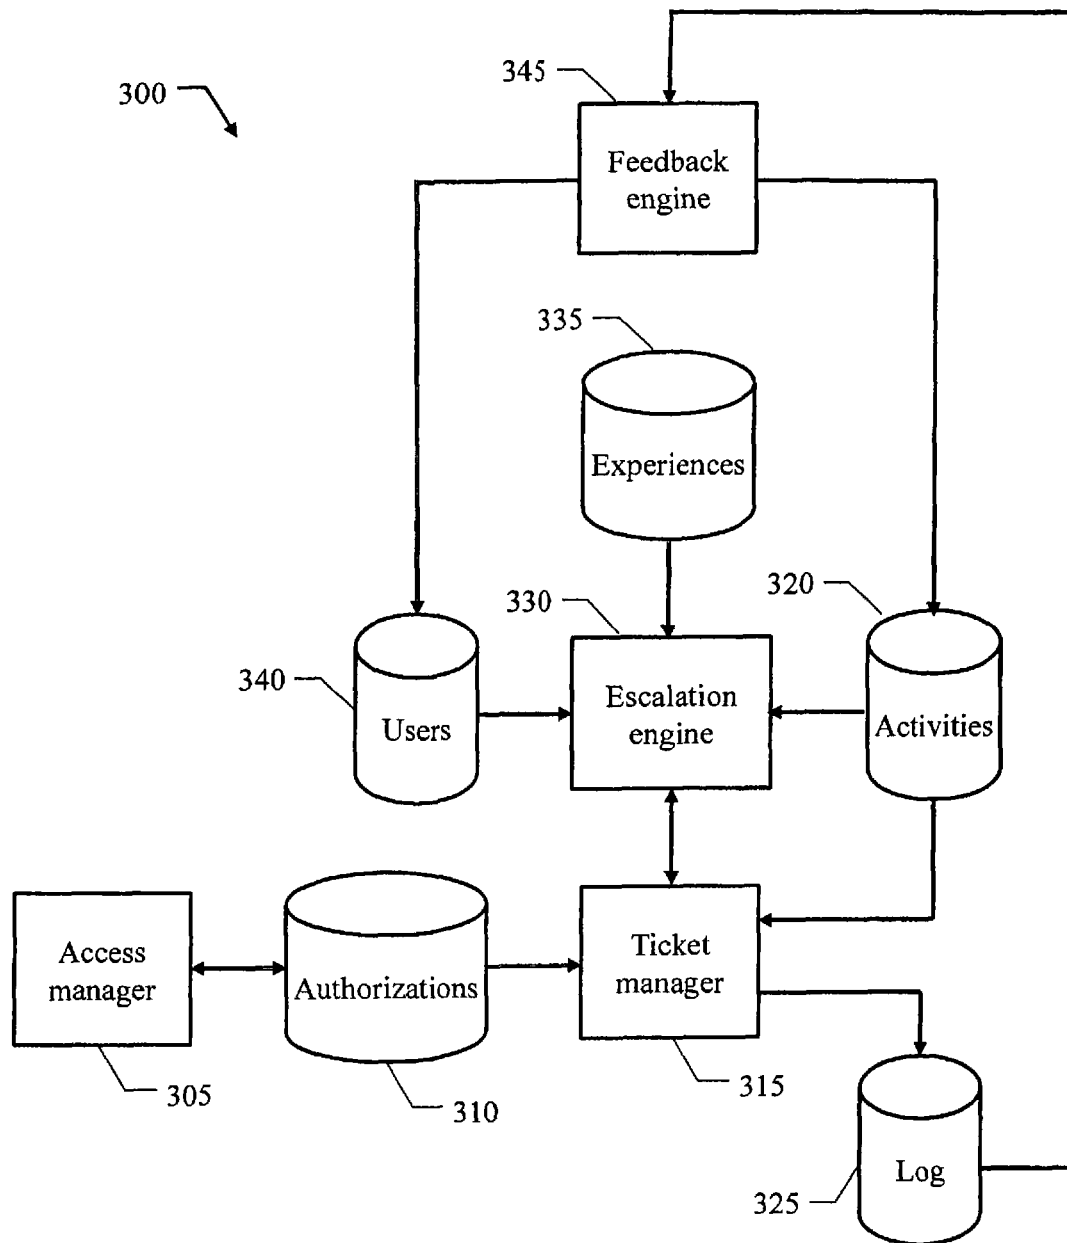 345
300
Feedback
engine
335
Experiences
330
320
340
Users
Escalation
engine
Activities
Access
manager
Authorizations
Ticket
manager
305
310
315
Log
325